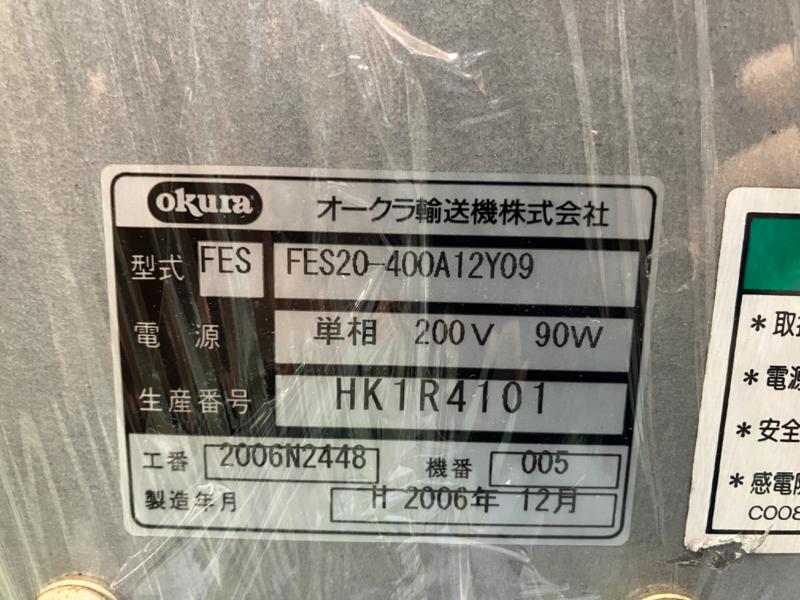 okura オークラ輸送機株式会社
型式 FES FES20-400A12Y09
電源 単相 200V 90W
生産番号 HK1R4101
工番 2006N2448 機番 005
製造年月 H 2006年 12月
＊取
＊電源
＊安全
＊感電
C008